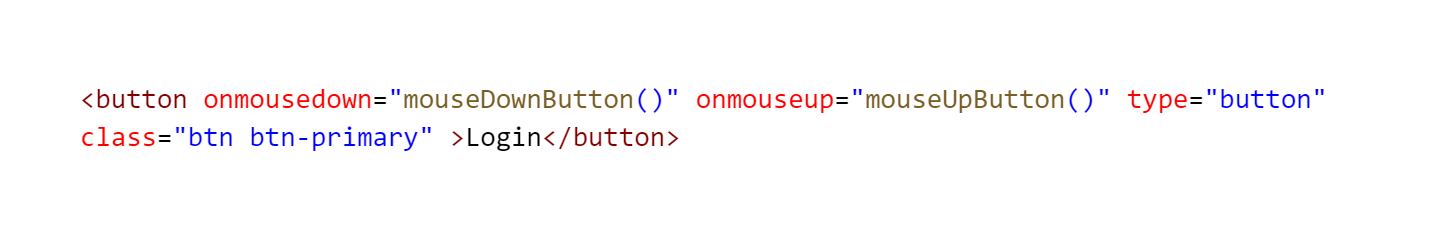 <button onmousedown="mouseDownButton()" onmouseup="mouseUpButton()" type="button"
class="btn btn-primary" >Login</button>